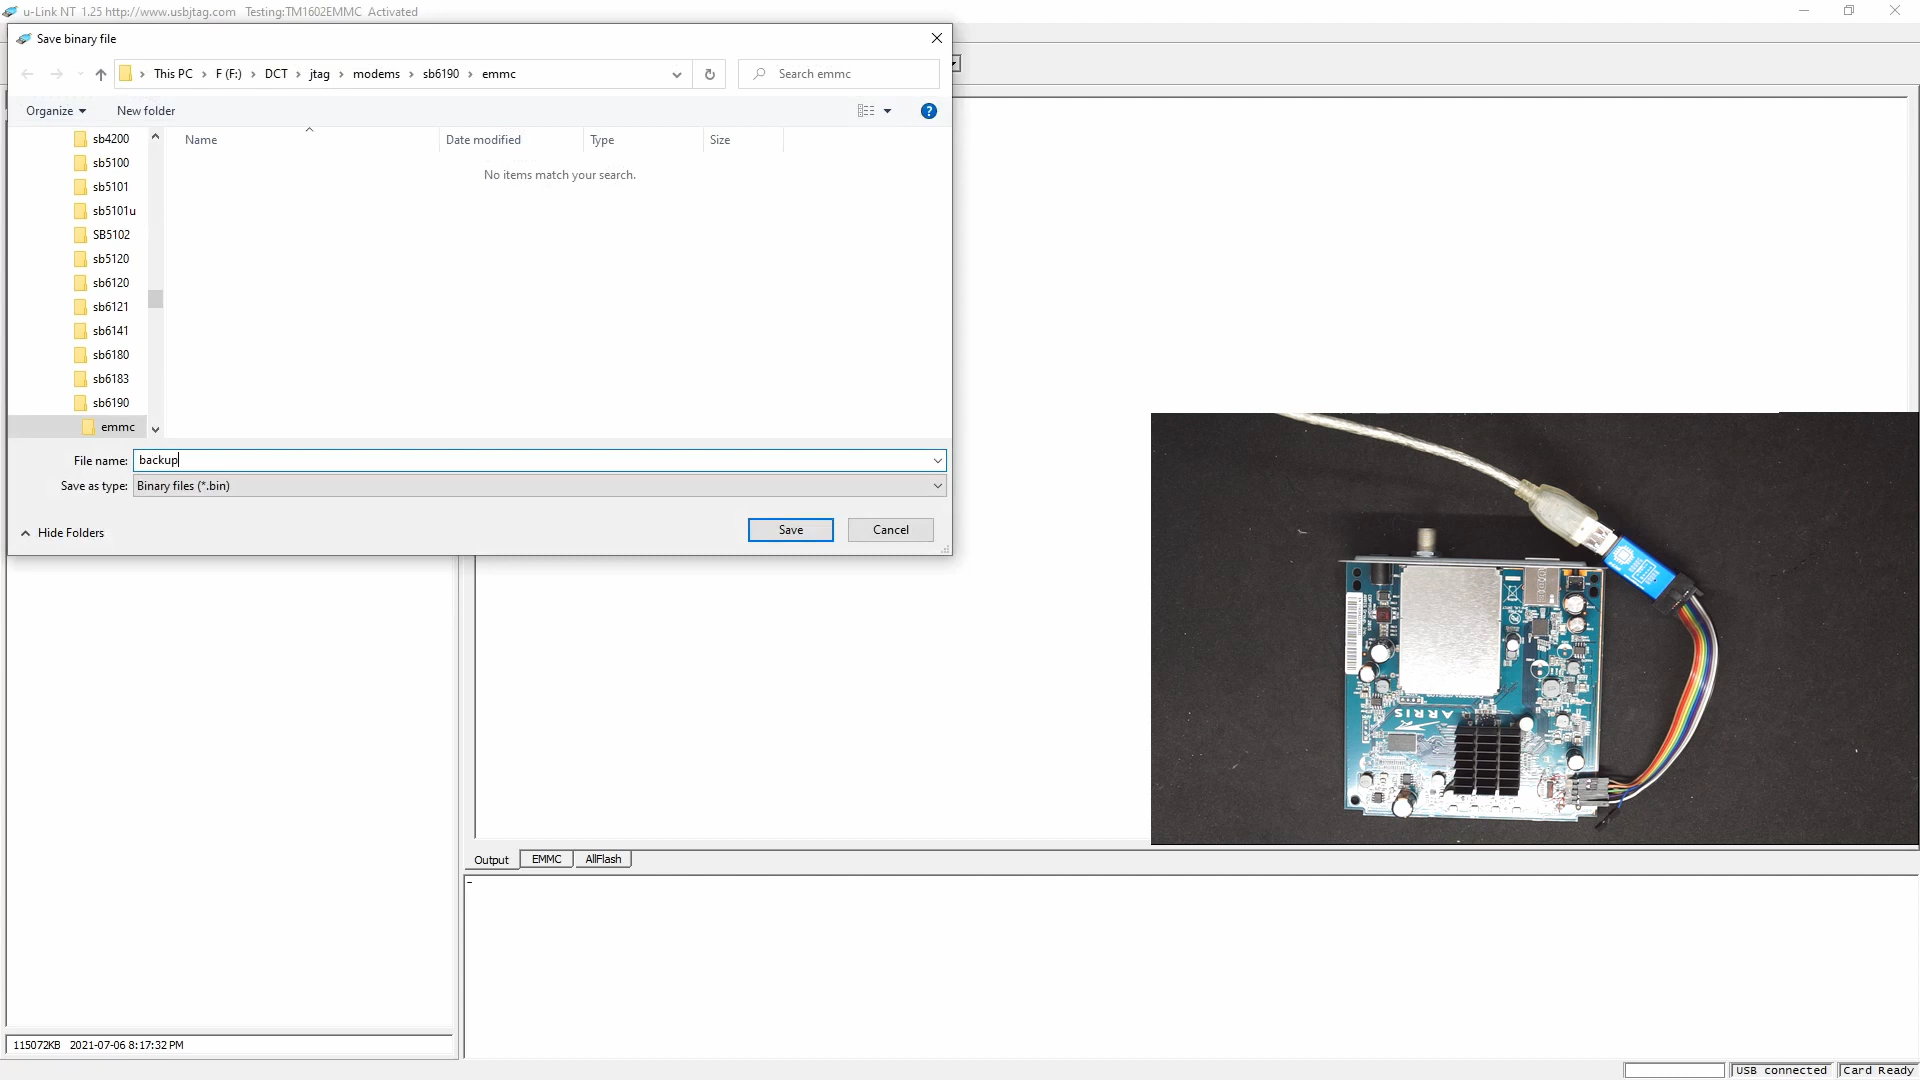 u-Link NT 1.25 http://www.usbjtag.com Testing:TM1602EMMC Activated
Save binary file
This PC > F (F:) > DCT > jtag > modems > sb6190 > emmc
Search emmc
Organize
New folder
?
sb4200
sb5100
sb5101
sb5101u
SB5102
sb5120
sb6120
sb6121
sb6141
sb6180
sb6183
sb6190
emmc
Name Date modified Type Size
No items match your search.
File name: backup
Save as type: Binary files (*.bin)
Hide Folders
Save
Cancel
ARRIS
Output EMMC AllFlash
-
115072KB 2021-07-06 8:17:32 PM
USB connected
Card Ready